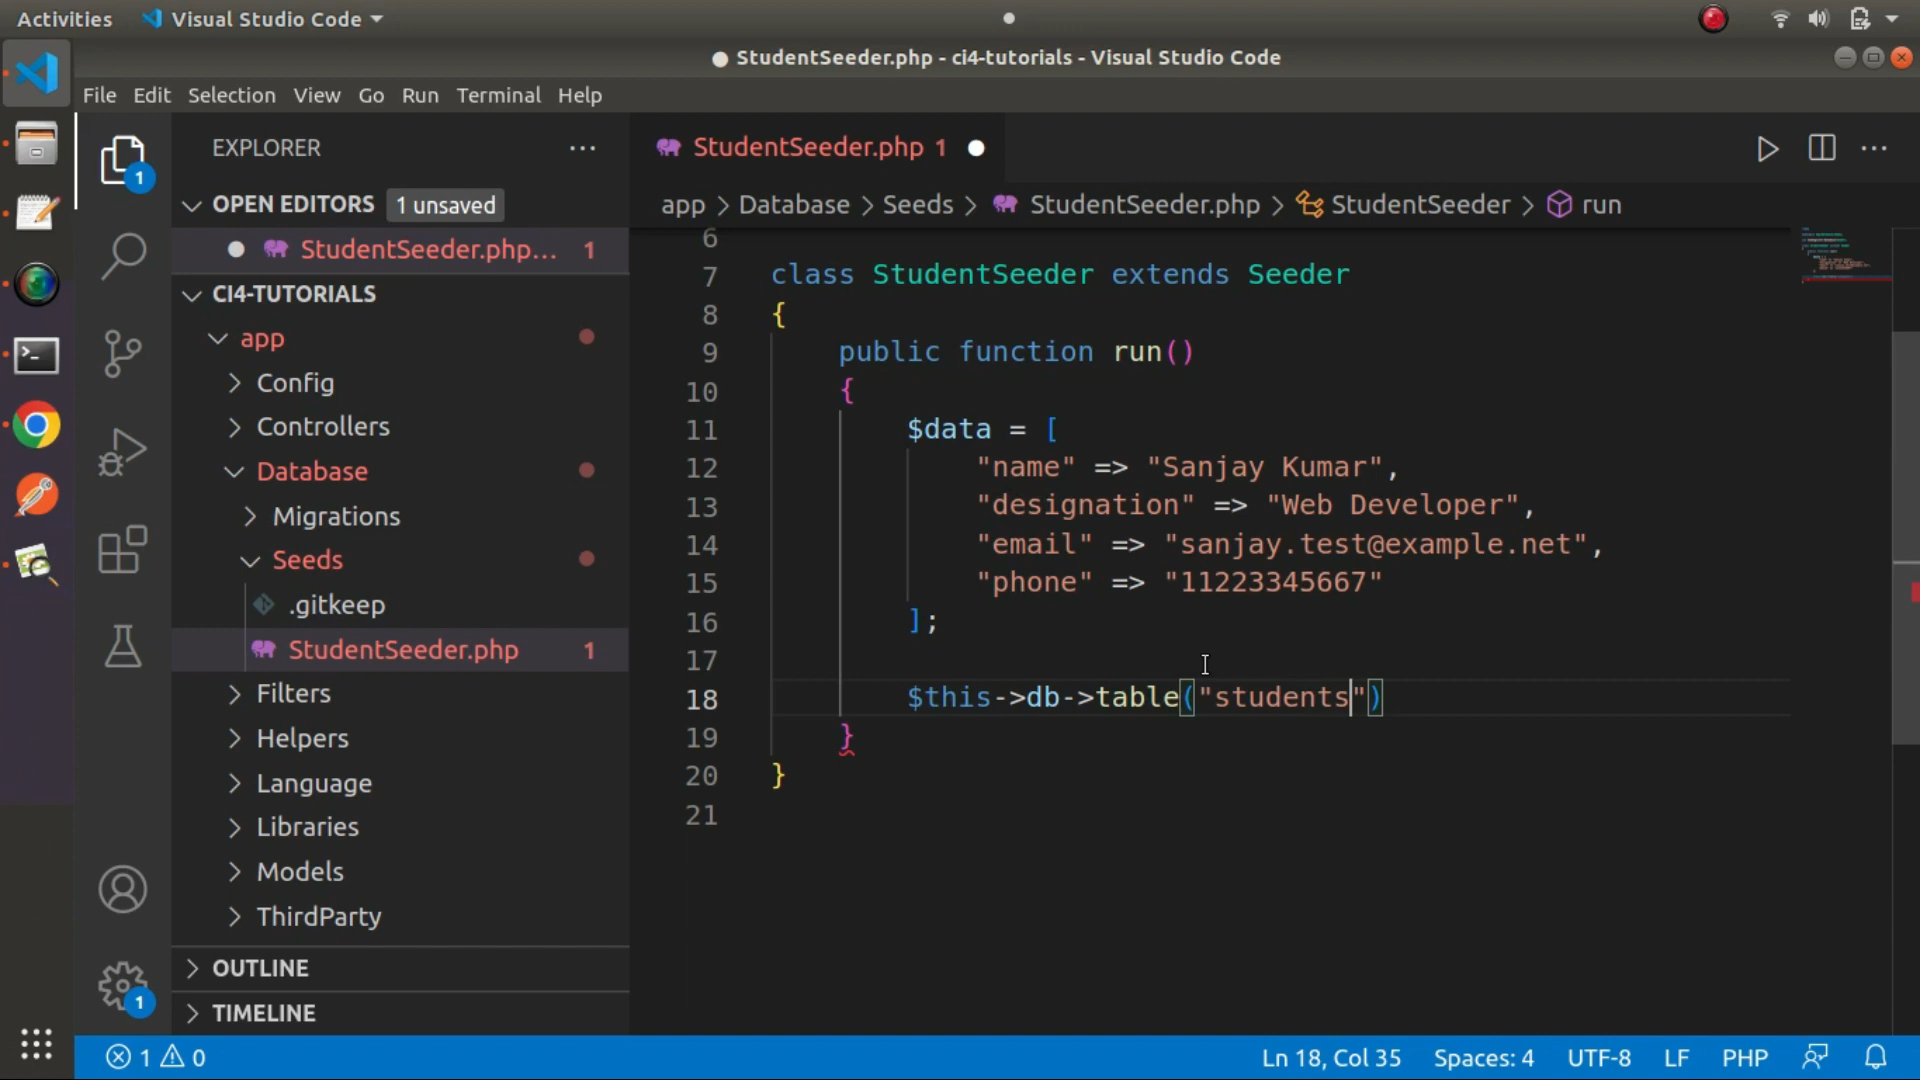 Activities Visual Studio Code
StudentSeeder.php - ci4-tutorials - Visual Studio Code
File Edit Selection View Go Run Terminal Help
EXPLORER ···
StudentSeeder.php 1
1
OPEN EDITORS 1 unsaved
app > Database > Seeds > StudentSeeder.php > StudentSeeder > run
StudentSeeder.php... 1
CI4-TUTORIALS
app
Config
Controllers
Database
Migrations
Seeds
.gitkeep
StudentSeeder.php 1
Filters
Helpers
Language
Libraries
Models
ThirdParty
OUTLINE
TIMELINE
1
6
7 class StudentSeeder extends Seeder
8 {
9 public function run()
10 {
11 $data = [
12 "name" => "Sanjay Kumar",
13 "designation" => "Web Developer",
14 "email" => "sanjay.test@example.net",
15 "phone" => "11223345667"
16 ];
17
18 $this->db->table("students")
19 }
20 }
21
1 0 Ln 18, Col 35 Spaces: 4 UTF-8 LF PHP